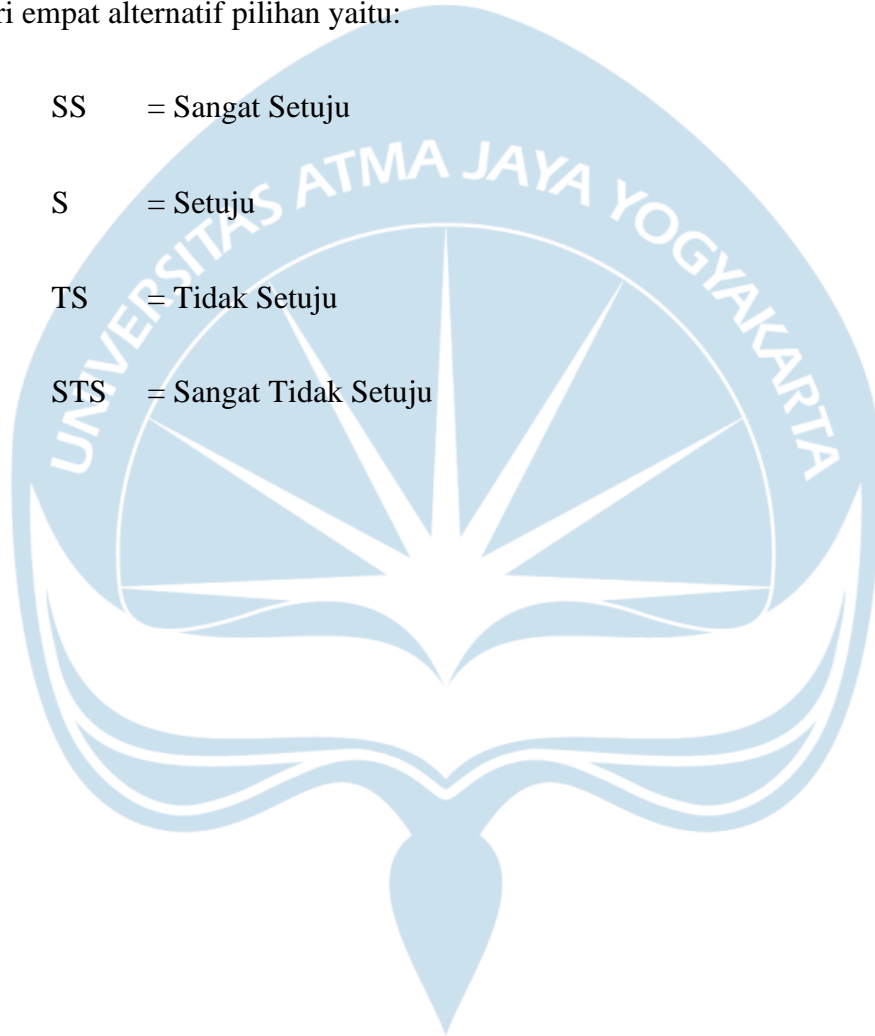 ri empat alternatif pilihan yaitu:
SS = Sangat Setuju
S = Setuju
TS = Tidak Setuju
STS = Sangat Tidak Setuju
UNIVERSITAS ATMA JAYA YOGYAKARTA